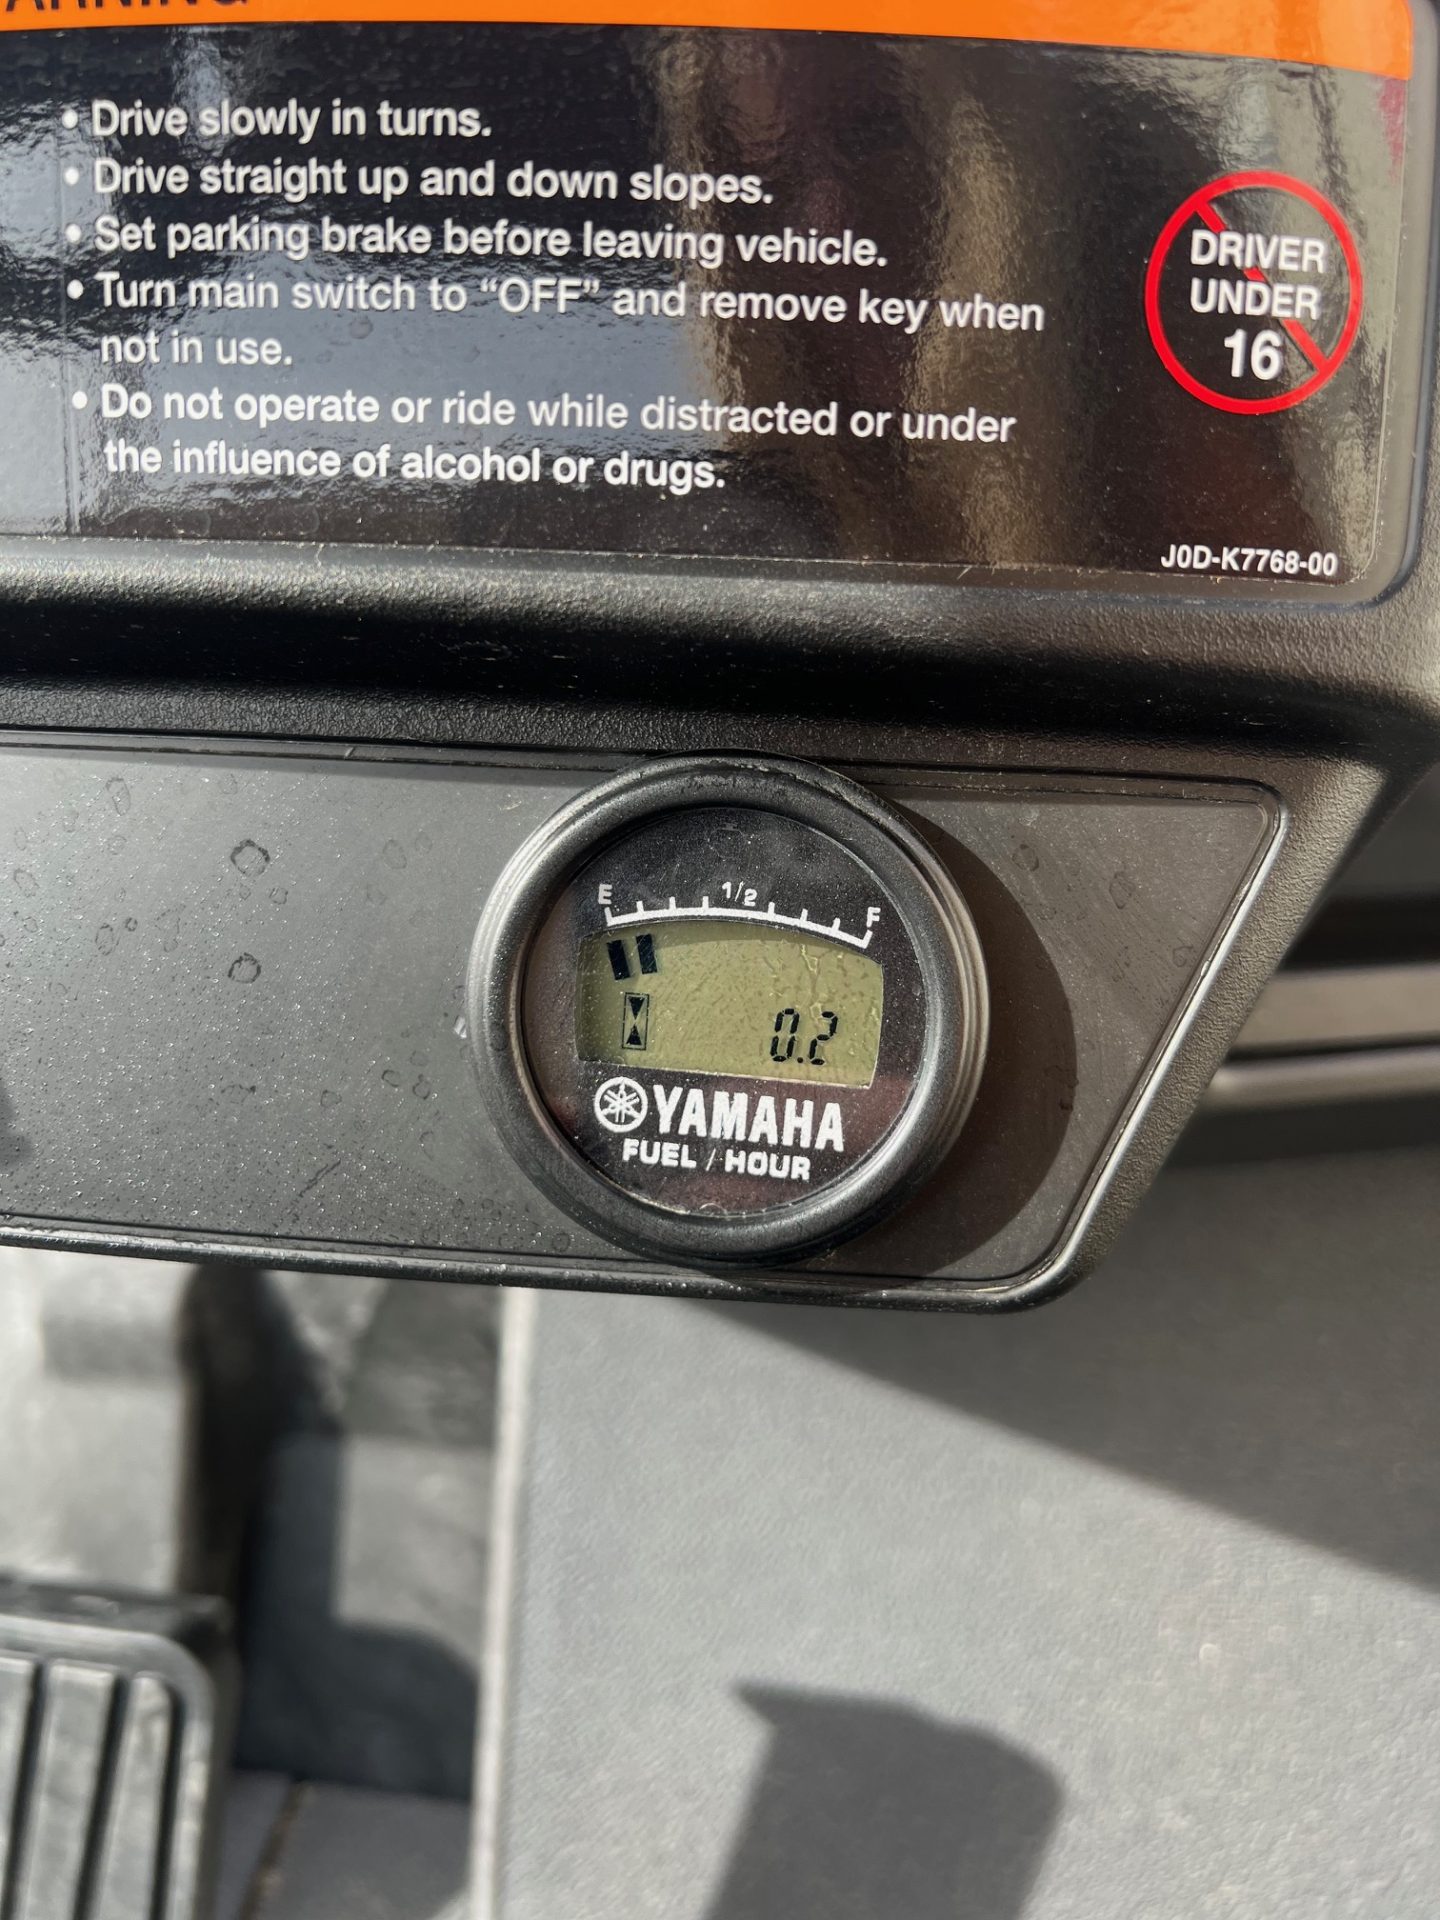 WARNING
• Drive slowly in turns.
• Drive straight up and down slopes.
• Set parking brake before leaving vehicle.
• Turn main switch to “OFF” and remove key when
not in use.
• Do not operate or ride while distracted or under
the influence of alcohol or drugs.
DRIVER
UNDER
16
J0D-K7768-00
E 1/2 F
0.2
YAMAHA
FUEL / HOUR